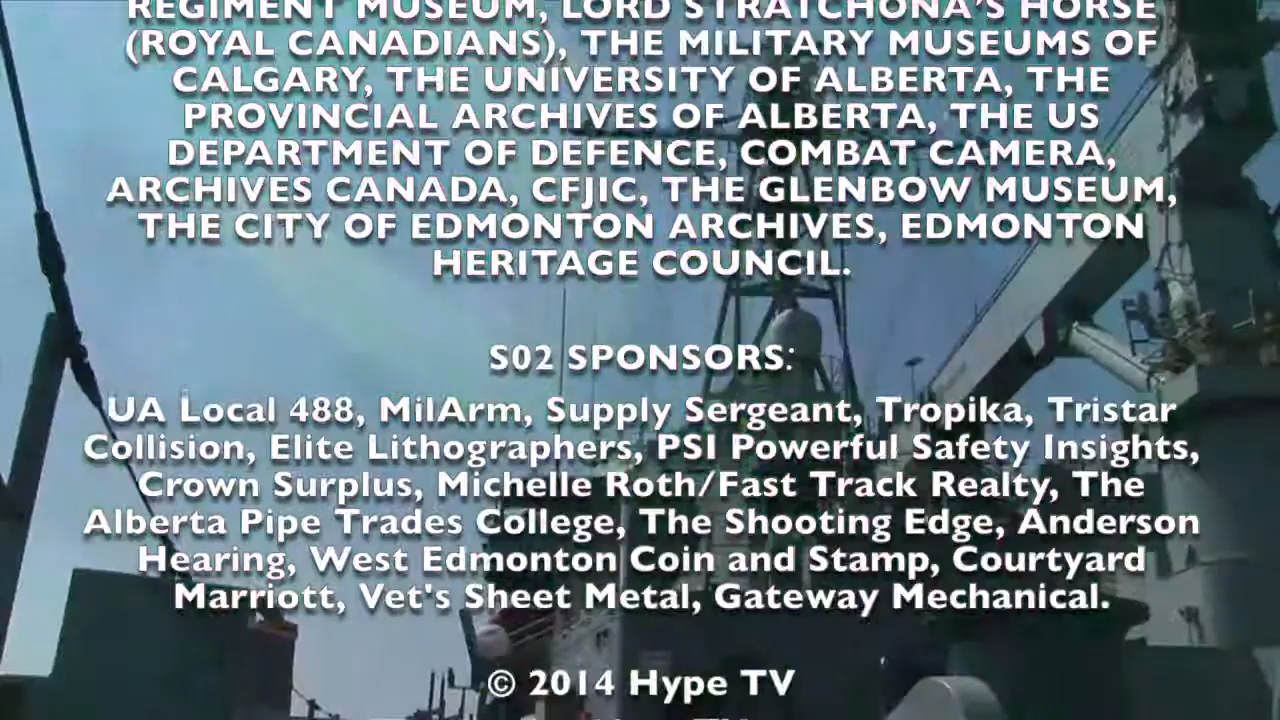 REGIMENT MUSEUM, LORD STRATCHONA'S HORSE
(ROYAL CANADIANS), THE MILITARY MUSEUMS OF
CALGARY, THE UNIVERSITY OF ALBERTA, THE
PROVINCIAL ARCHIVES OF ALBERTA, THE US
DEPARTMENT OF DEFENCE, COMBAT CAMERA,
ARCHIVES CANADA, CFJIC, THE GLENBOW MUSEUM,
THE CITY OF EDMONTON ARCHIVES, EDMONTON
HERITAGE COUNCIL.
S02 SPONSORS:
UA Local 488, MilArm, Supply Sergeant, Tropika, Tristar
Collision, Elite Lithographers, PSI Powerful Safety Insights,
Crown Surplus, Michelle Roth/Fast Track Realty, The
Alberta Pipe Trades College, The Shooting Edge, Anderson
Hearing, West Edmonton Coin and Stamp, Courtyard
Marriott, Vet's Sheet Metal, Gateway Mechanical.
© 2014 Hype TV